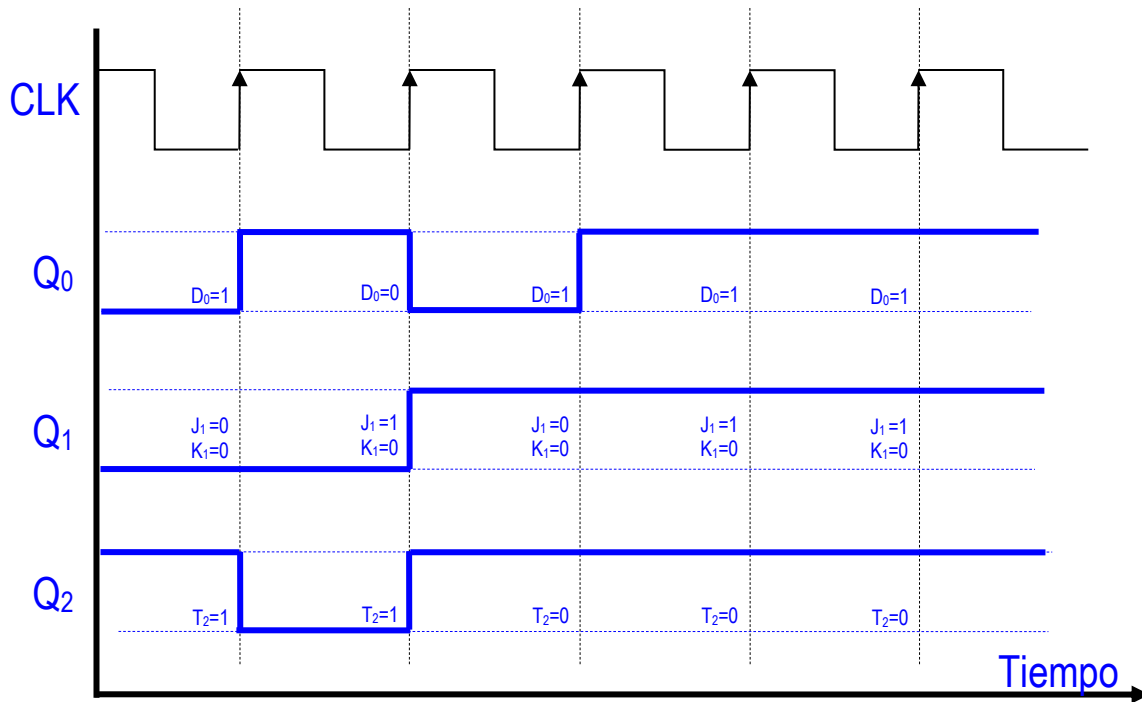 CLK
Q0
D0=1
D0=0
D0=1
D0=1
D0=1
Q1
J1=0
K1=0
J1=1
K1=0
J1=0
K1=0
J1=1
K1=0
J1=1
K1=0
Q2
T2=1
T2=1
T2=0
T2=0
T2=0
Tiempo